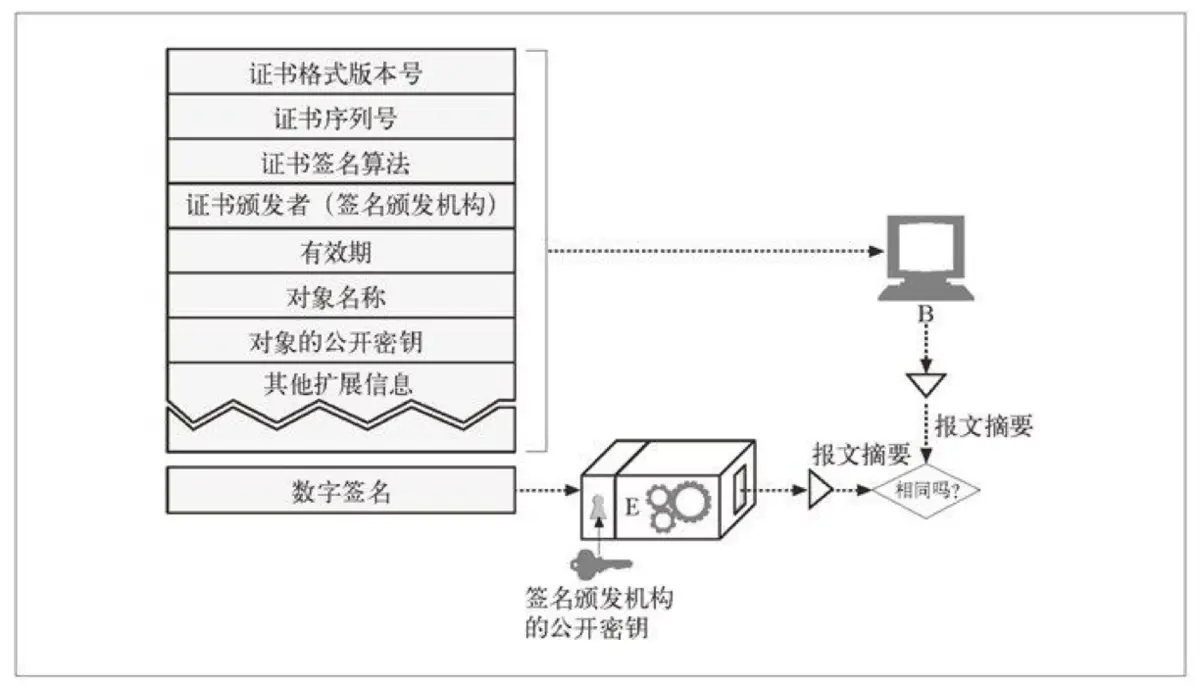 证书格式版本号
证书序列号
证书签名算法
证书颁发者（签名颁发机构）
有效期
对象名称
对象的公开密钥
其他扩展信息
数字签名
E
签名颁发机构
的公开密钥
B
报文摘要
报文摘要
相同吗?